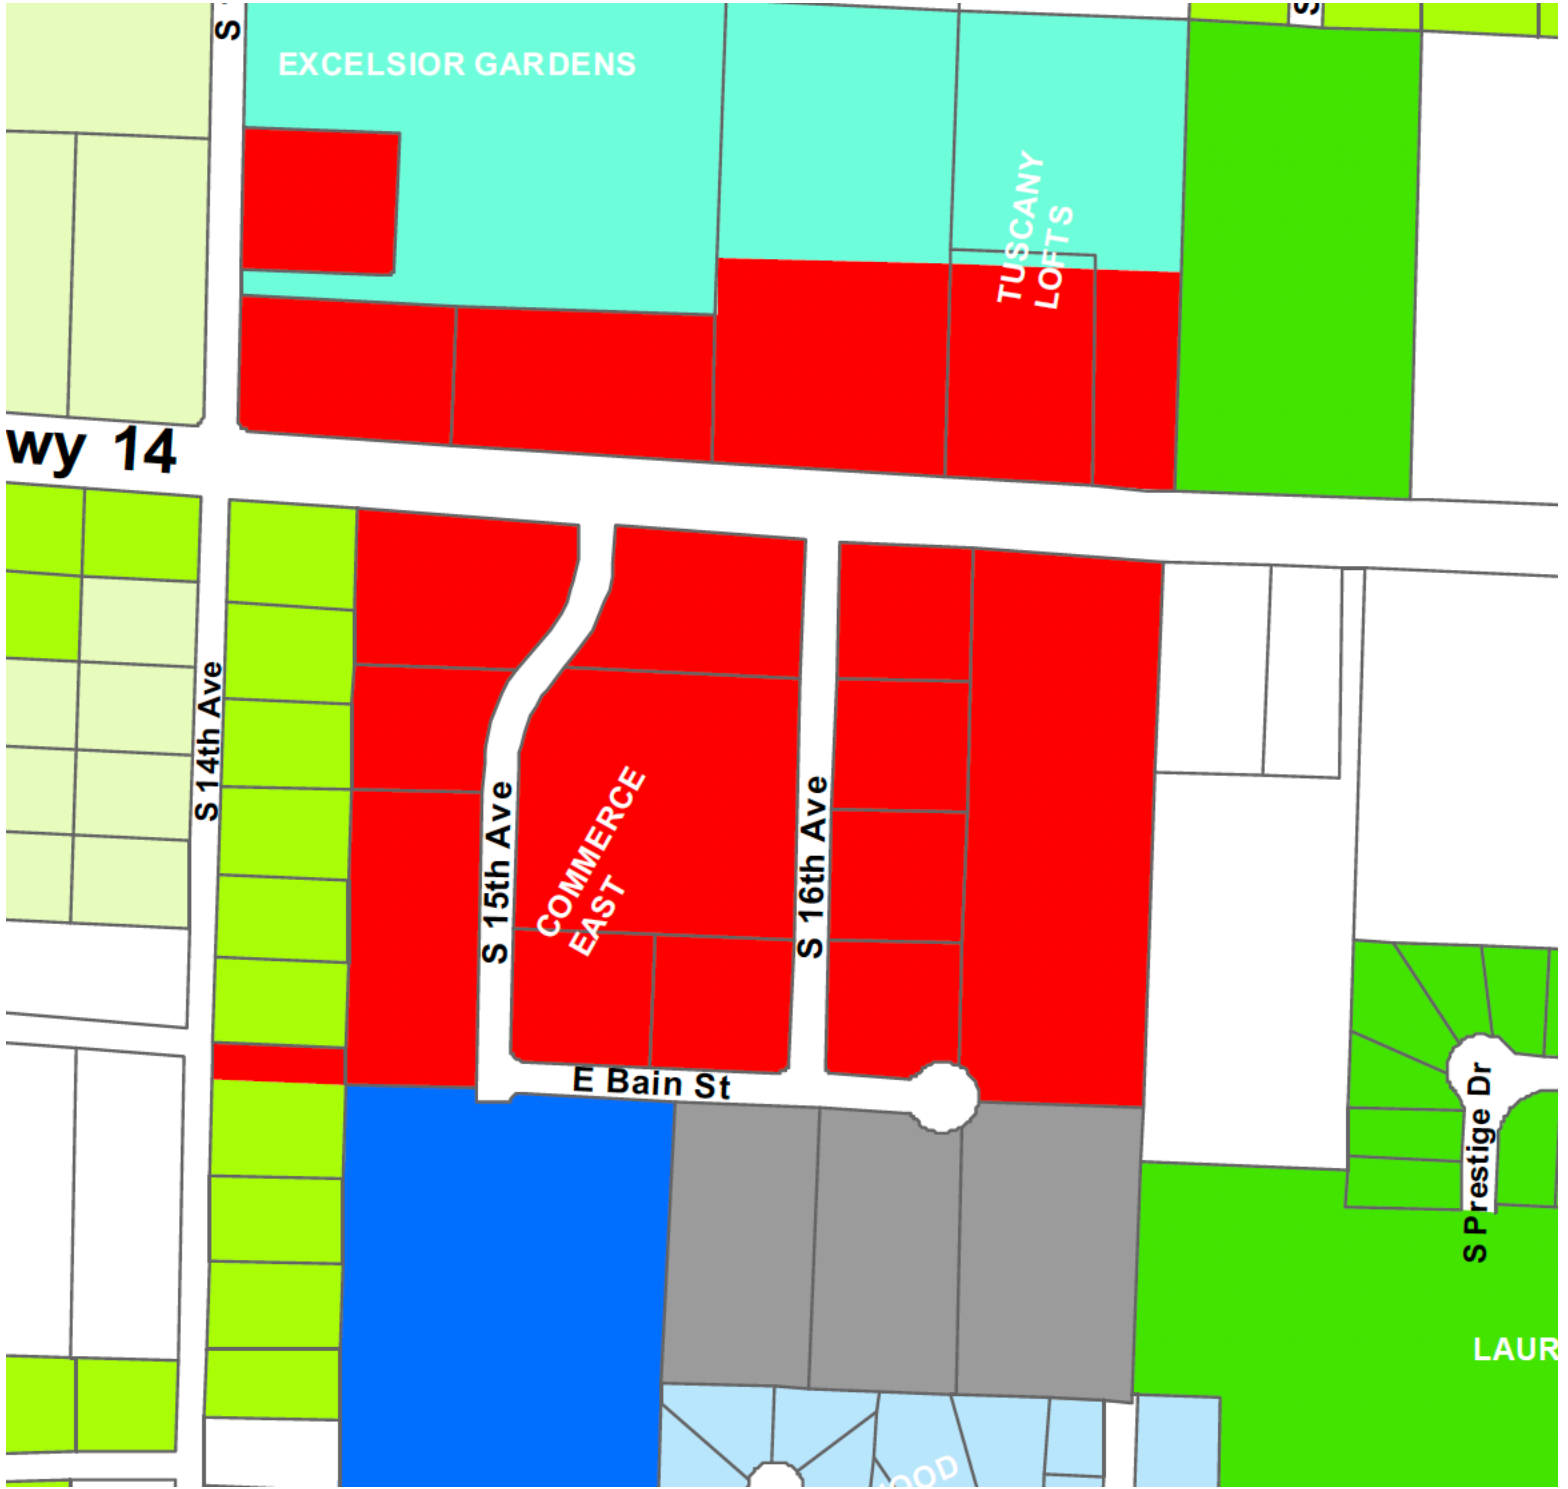 S
S
EXCELSIOR GARDENS
TUSCANY
LOFTS
wy 14
S 14th Ave
S 15th Ave
COMMERCE
EAST
S 16th Ave
E Bain St
S Prestige Dr
LAUR
OOD